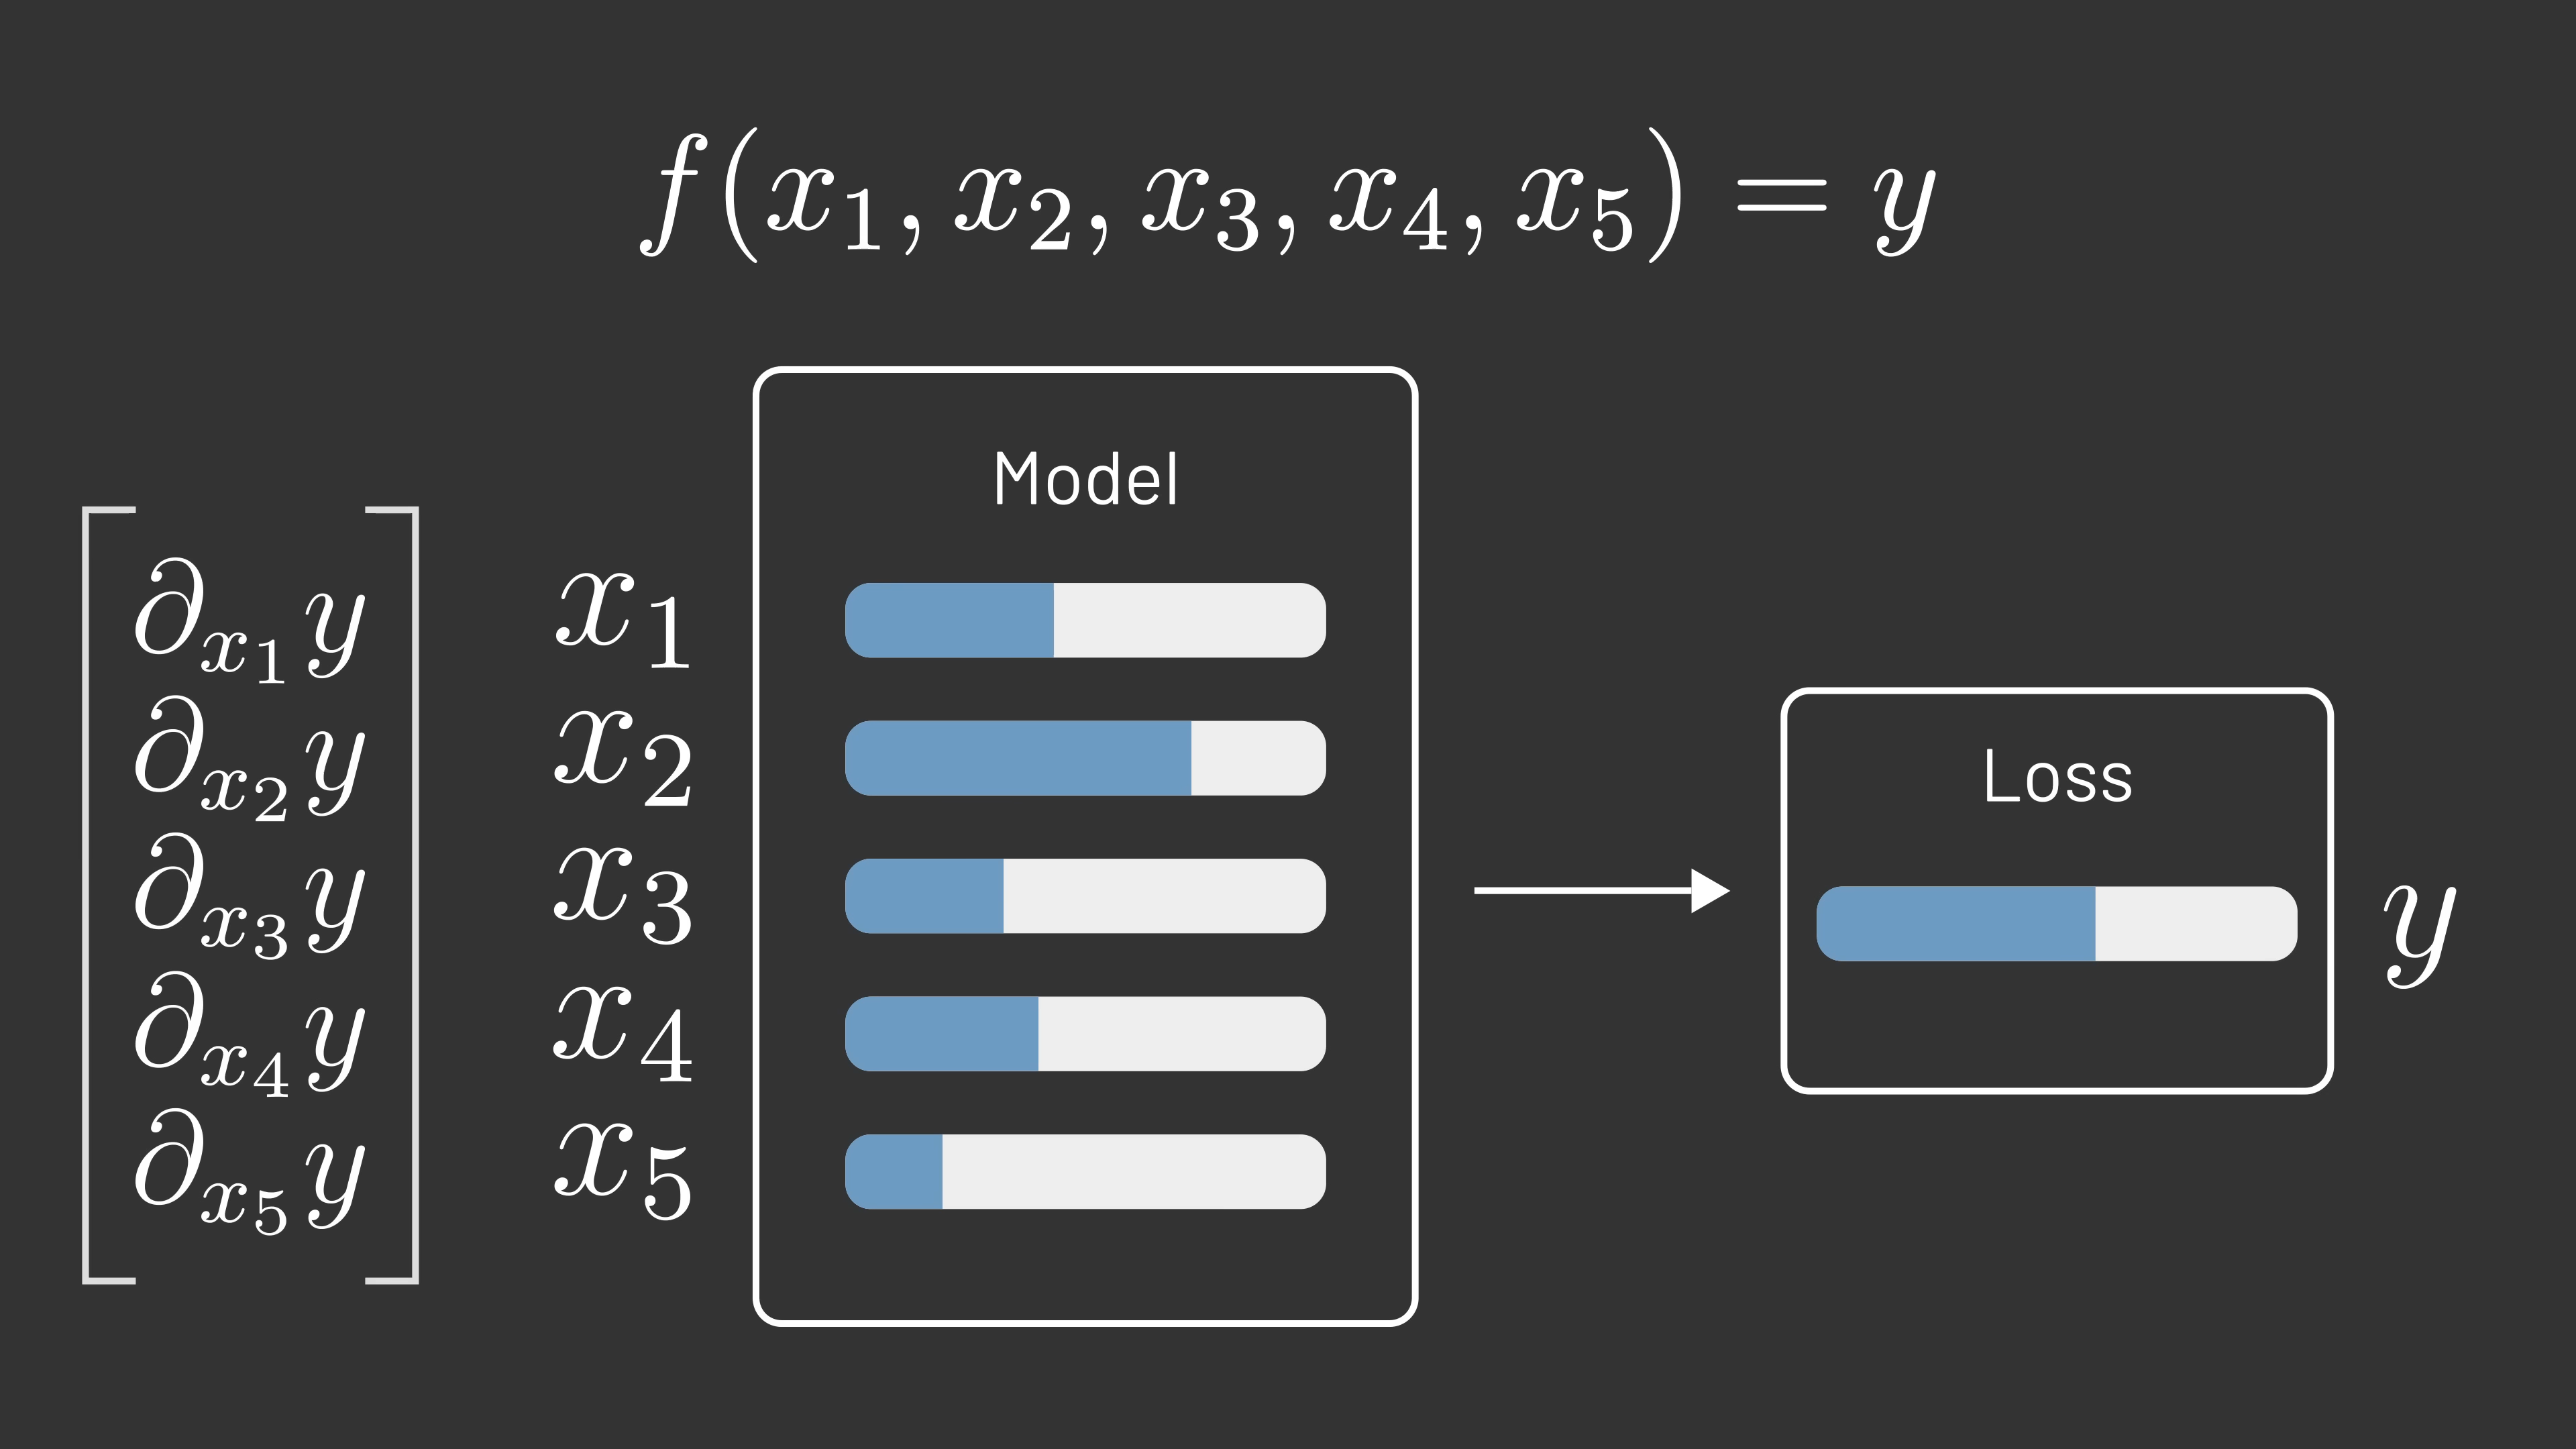 f(x₁, x₂, x₃, x₄, x₅) = y
Model
∂ₓ₁y
x₁
∂ₓ₂y
x₂
∂ₓ₃y
x₃
∂ₓ₄y
x₄
∂ₓ₅y
x₅
Loss
y